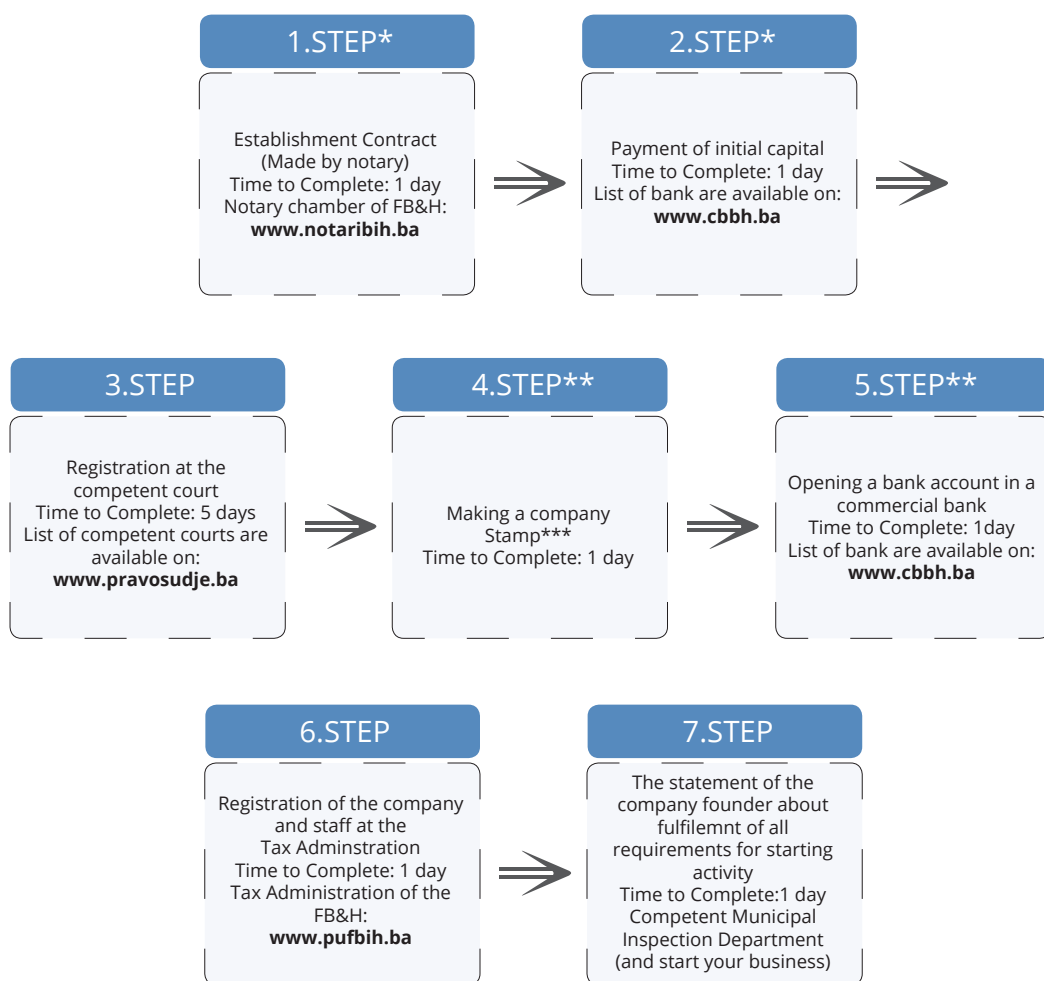 1.STEP*
Establishment Contract
(Made by notary)
Time to Complete: 1 day
Notary chamber of FB&H:
www.notaribih.ba
2.STEP*
Payment of initial capital
Time to Complete: 1 day
List of bank are available on:
www.cbbh.ba
3.STEP
Registration at the
competent court
Time to Complete: 5 days
List of competent courts are
available on:
www.pravosudje.ba
4.STEP**
Making a company
Stamp***
Time to Complete: 1 day
5.STEP**
Opening a bank account in a
commercial bank
Time to Complete: 1day
List of bank are available on:
www.cbbh.ba
6.STEP
Registration of the company
and staff at the
Tax Adminstration
Time to Complete: 1 day
Tax Administration of the
FB&H:
www.pufbih.ba
7.STEP
The statement of the
company founder about
fulfilemnt of all
requirements for starting
activity
Time to Complete:1 day
Competent Municipal
Inspection Department
(and start your business)